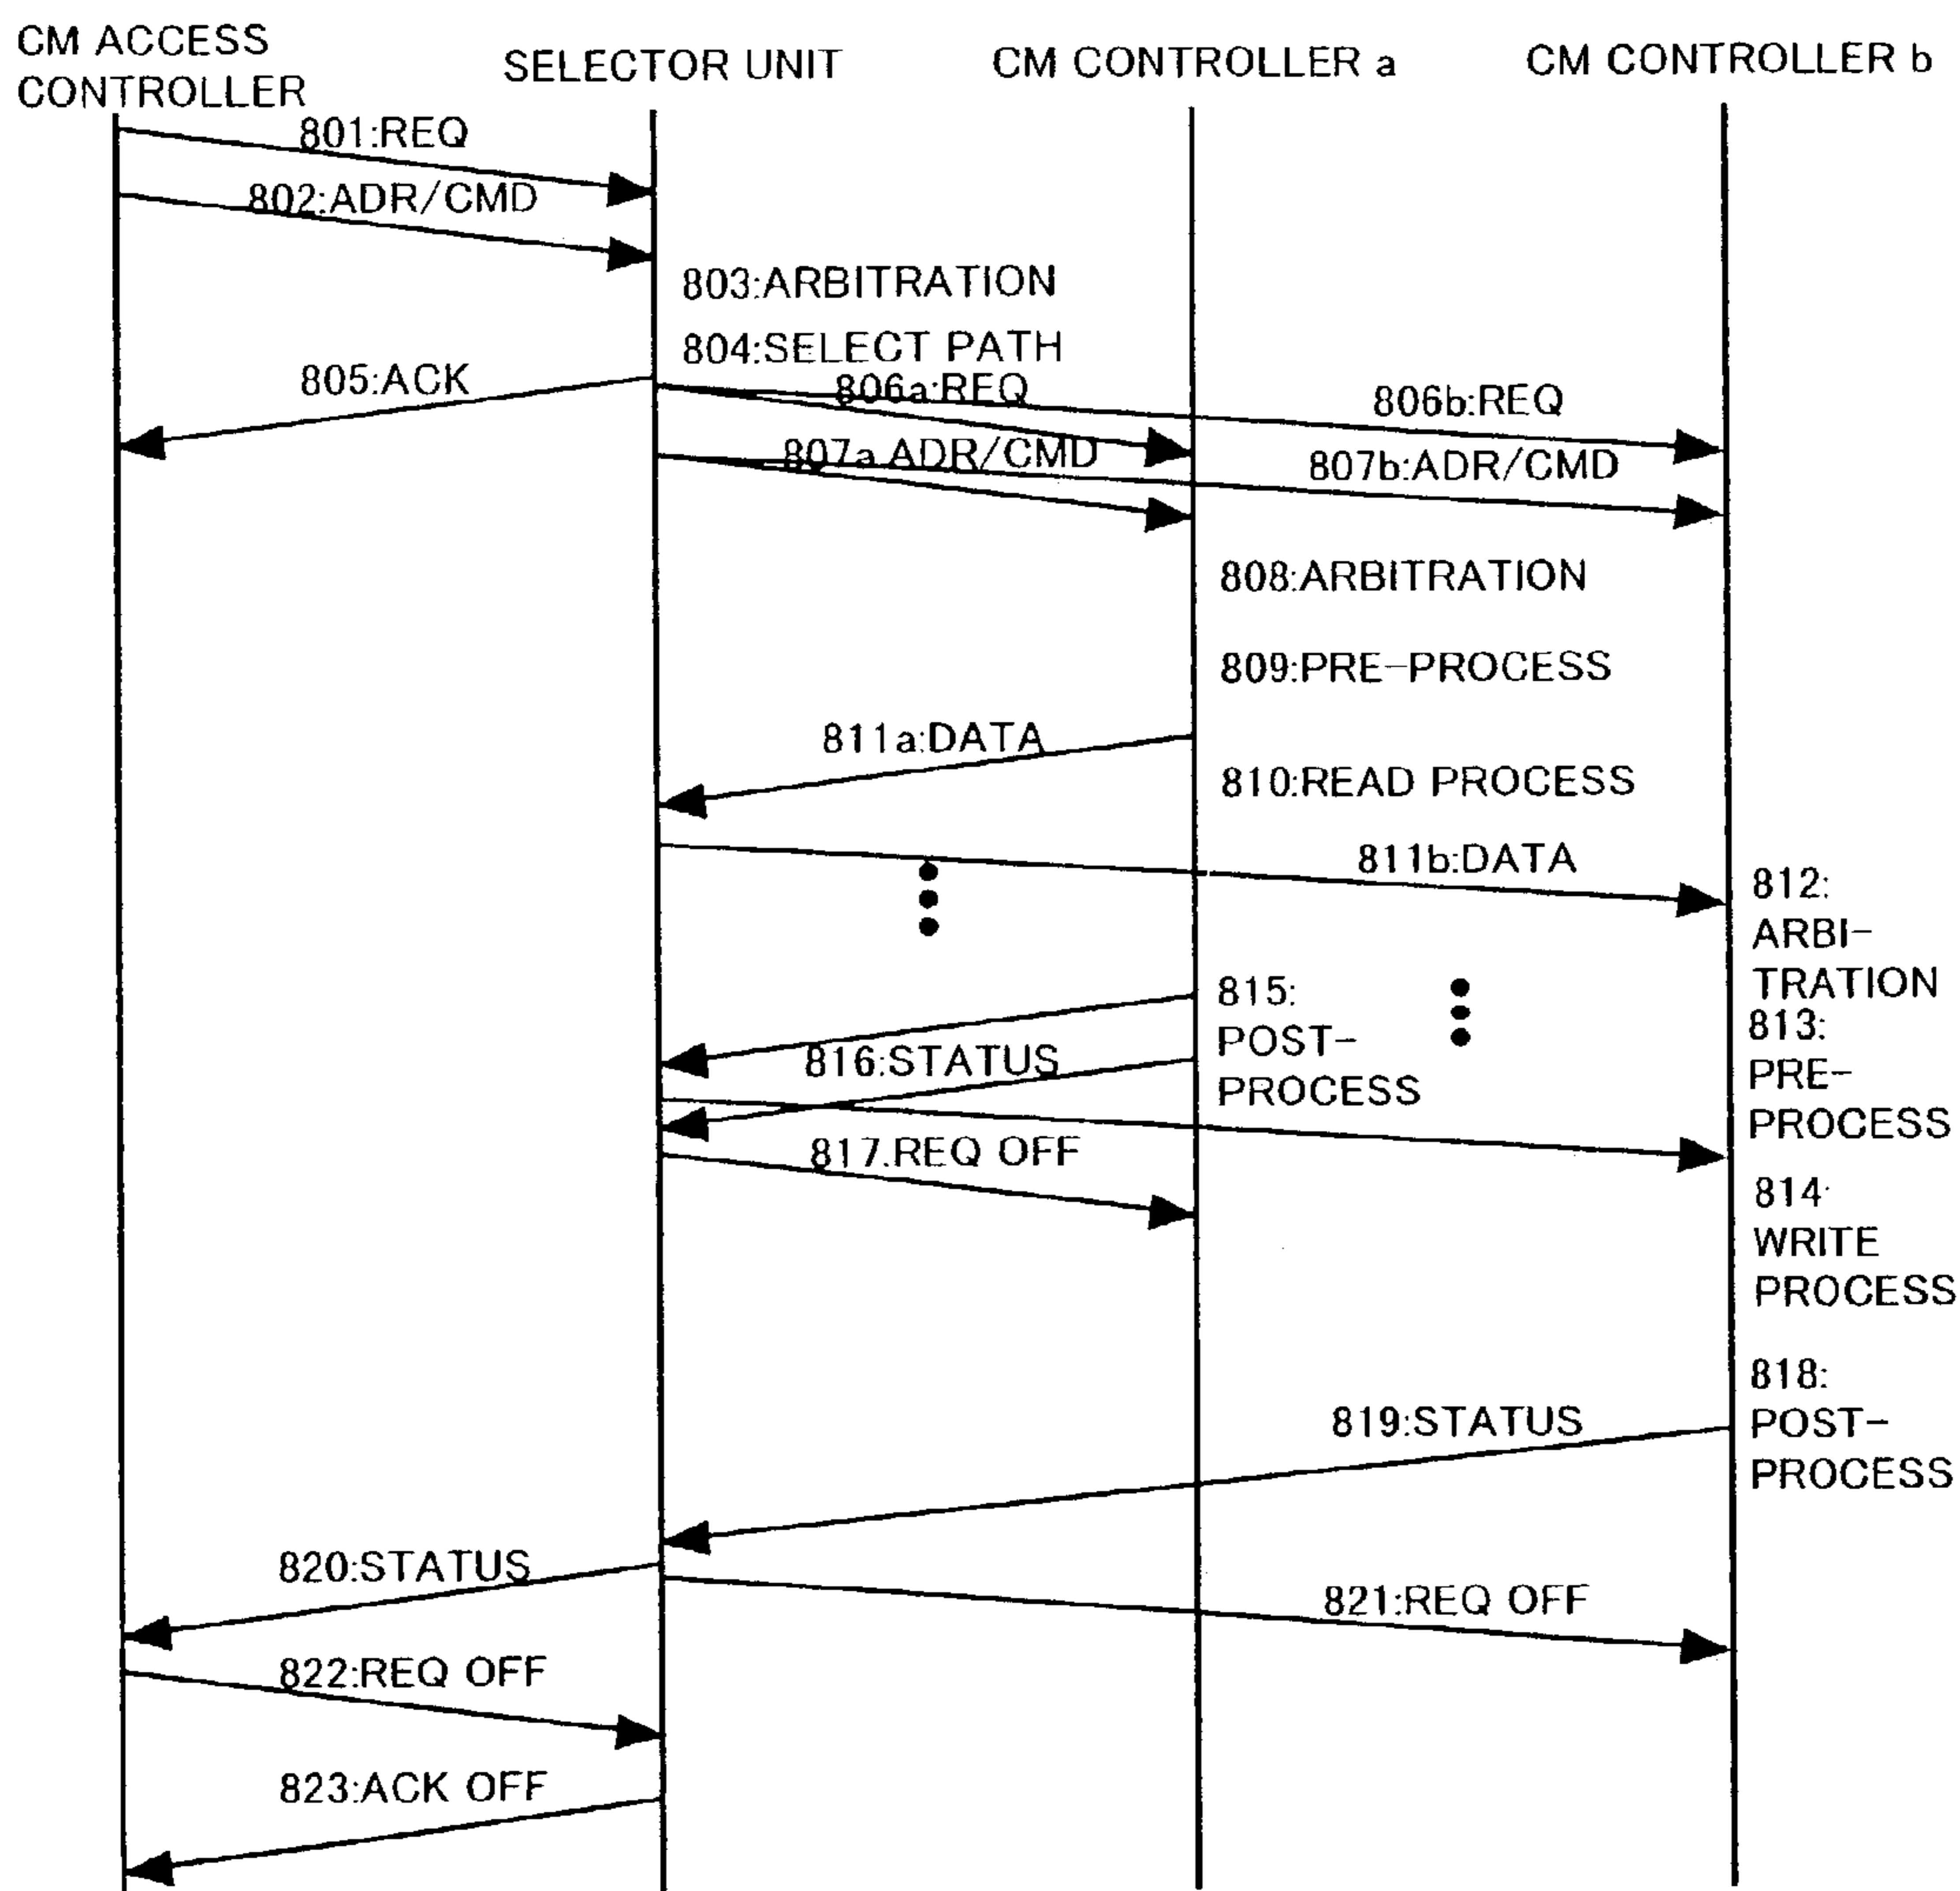 CM ACCESS
CONTROLLER
SELECTOR UNIT
CM CONTROLLER a
CM CONTROLLER b
801:REQ
802:ADR/CMD
803:ARBITRATION
804:SELECT PATH
805:ACK
806a:REQ
806b:REQ
807a.ADR/CMD
807b:ADR/CMD
808:ARBITRATION
809:PRE-PROCESS
811a:DATA
810:READ PROCESS
811b:DATA
812:
ARBI-
TRATION
815:
POST-
PROCESS
813:
PRE-
PROCESS
816:STATUS
817.REQ OFF
814
WRITE
PROCESS
818:
POST-
PROCESS
819:STATUS
820:STATUS
821:REQ OFF
822:REQ OFF
823:ACK OFF